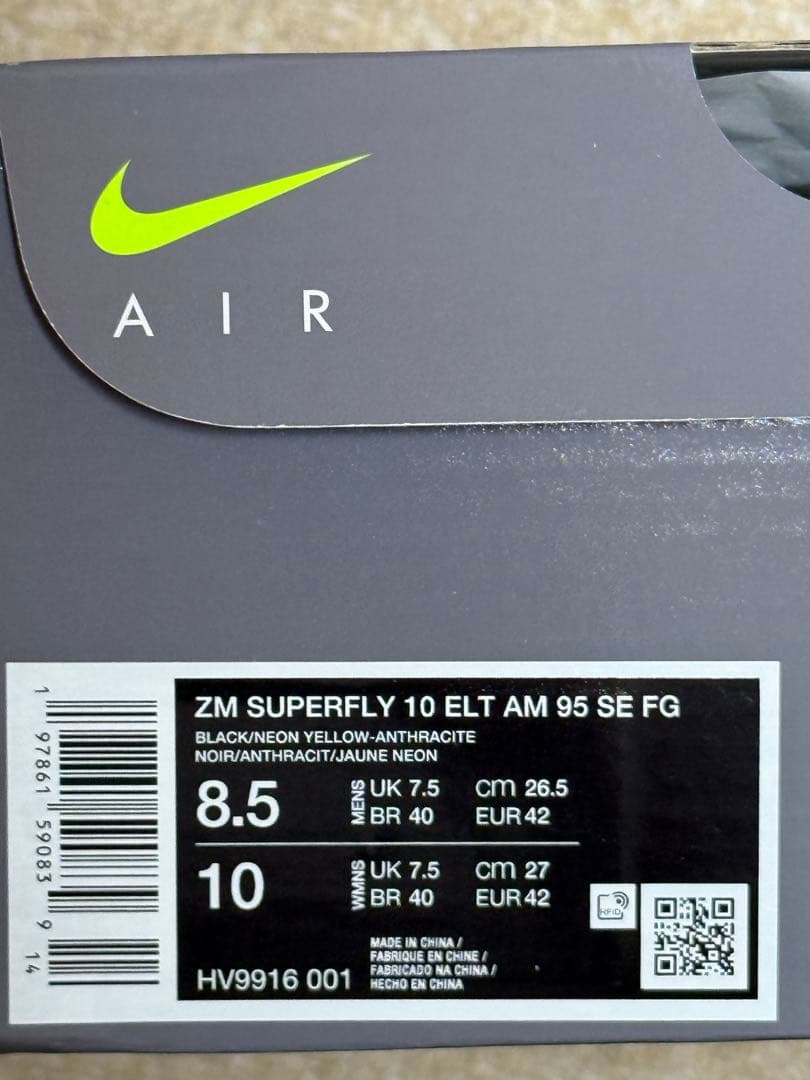 AIR
ZM SUPERFLY 10 ELT AM 95 SE FG
BLACK/NEON YELLOW-ANTHRACITE
NOIR/ANTHRACIT/JAUNE NEON
8.5 MENS UK 7.5 cm 26.5
BR 40 EUR 42
10 WMNS UK 7.5 cm 27
BR 40 EUR 42
RFID
HV9916 001
MADE IN CHINA /
FABRIQUE EN CHINE /
FABRICADO NA CHINA /
HECHO EN CHINA
1 97861 59083 9 14